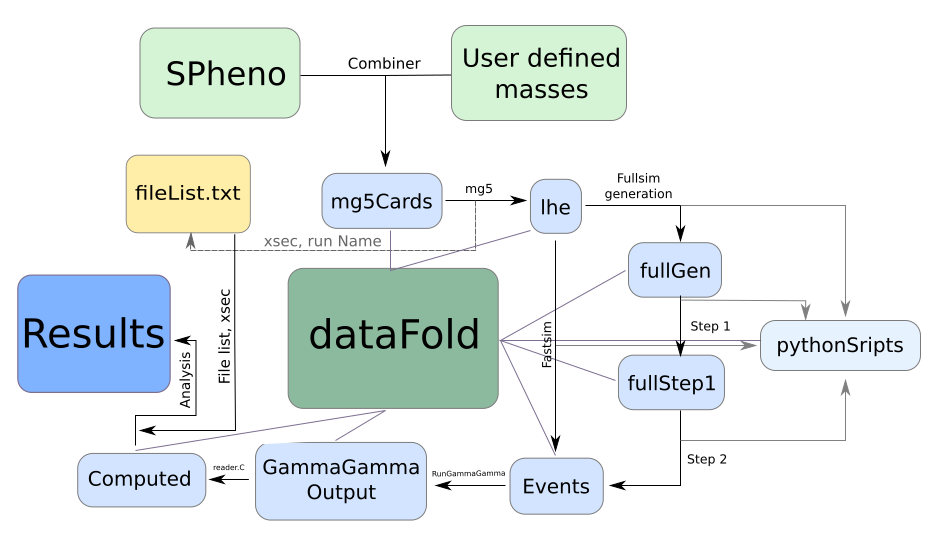 SPheno
Combiner
User defined
masses
fileList.txt
mg5Cards
mg5
lhe
Fullsim
generation
xsec, run Name
fullGen
Results
Analysis
File list, xsec
dataFold
Fastsim
Step 1
pythonSripts
fullStep1
Computed
reader.C
GammaGamma
Output
RunGammaGamma
Events
Step 2